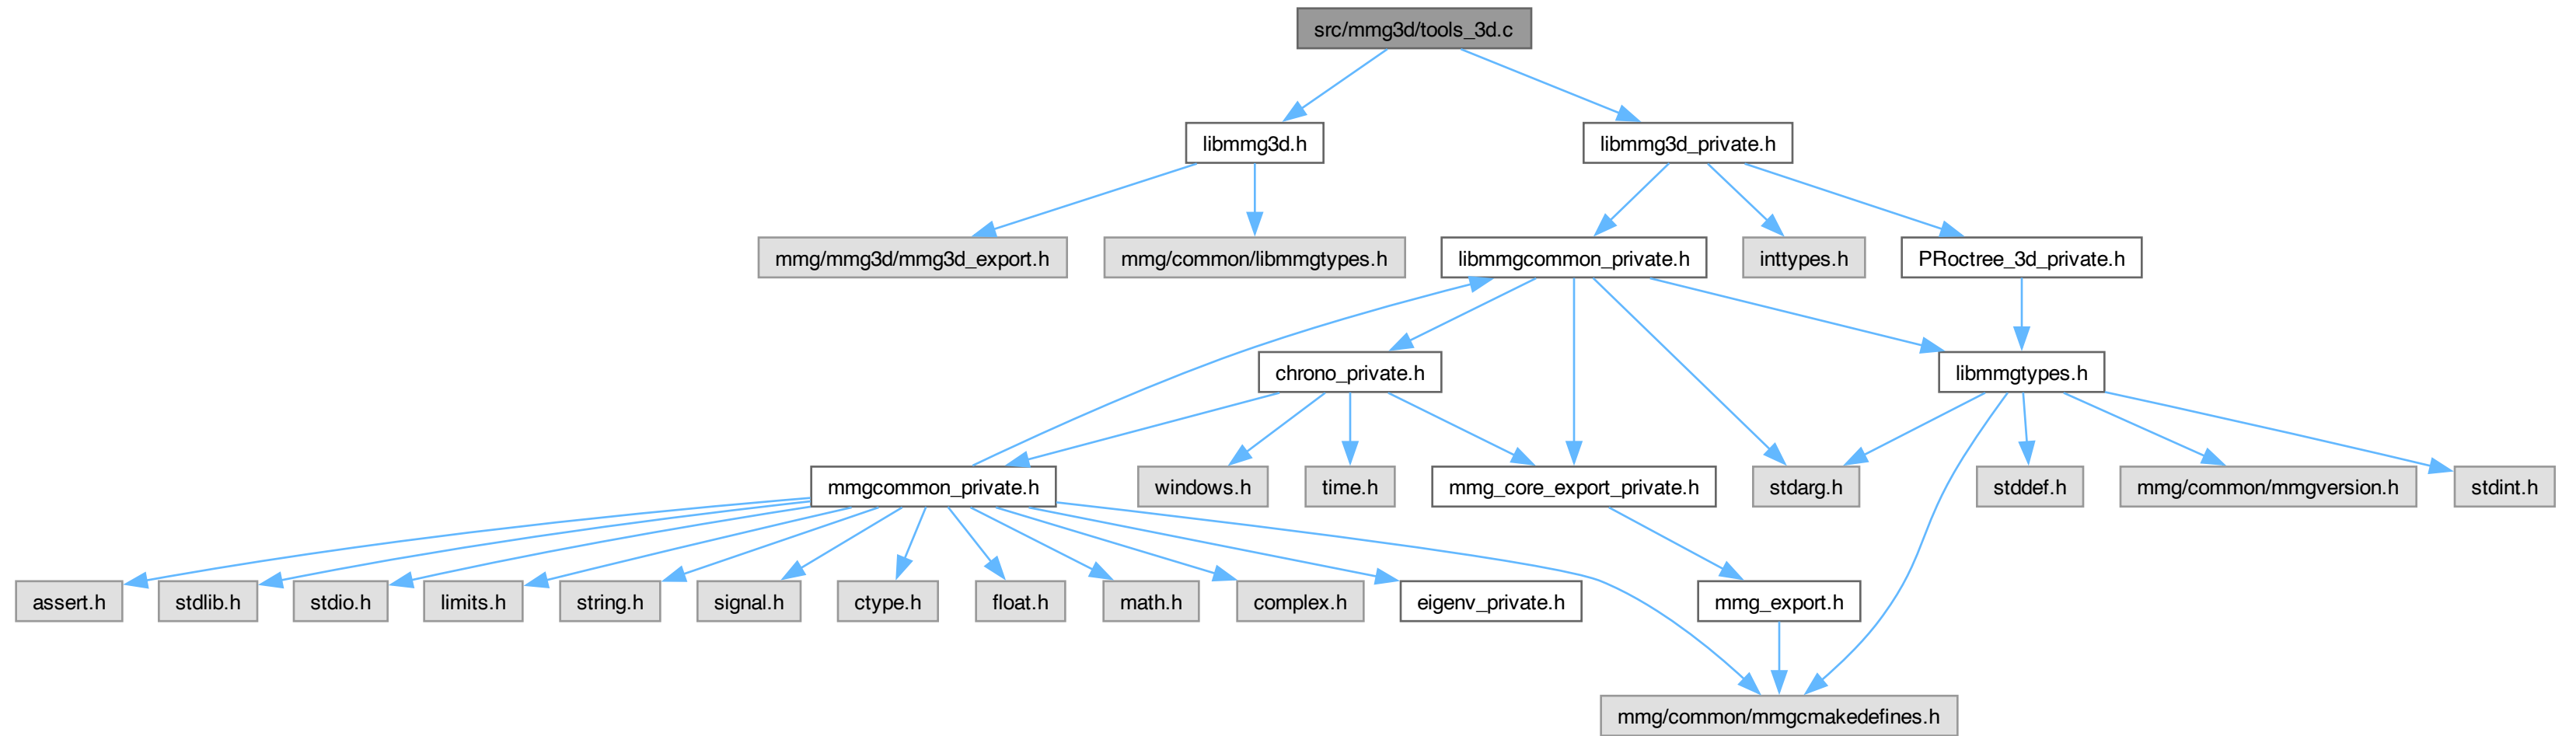 src/mmg3d/tools_3d.c
libmmg3d.h
libmmg3d_private.h
mmg/mmg3d/mmg3d_export.h
mmg/common/libmmgtypes.h
libmmgcommon_private.h
inttypes.h
PRoctree_3d_private.h
chrono_private.h
libmmgtypes.h
mmgcommon_private.h
windows.h
time.h
mmg_core_export_private.h
stdarg.h
stddef.h
mmg/common/mmgversion.h
stdint.h
assert.h
stdlib.h
stdio.h
limits.h
string.h
signal.h
ctype.h
float.h
math.h
complex.h
eigenv_private.h
mmg_export.h
mmg/common/mmgcmakedefines.h